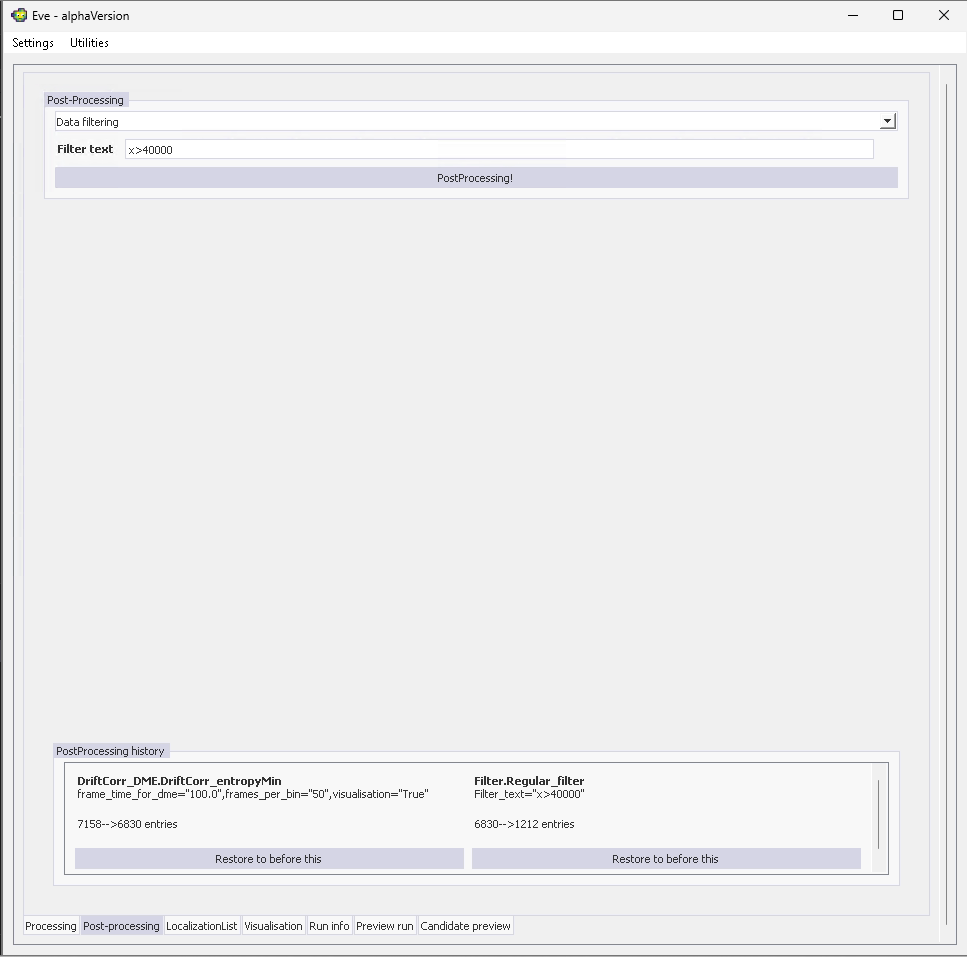 Eve - alphaVersion
Settings Utilities
Post-Processing
Data filtering
Filter text x>40000
PostProcessing!
PostProcessing history
DriftCorr_DME.DriftCorr_entropyMin
frame_time_for_dme="100.0",frames_per_bin="50",visualisation="True"
7158-->6830 entries
Restore to before this
Filter.Regular_filter
Filter_text="x>40000"
6830-->1212 entries
Restore to before this
Processing Post-processing LocalizationList Visualisation Run info Preview run Candidate preview